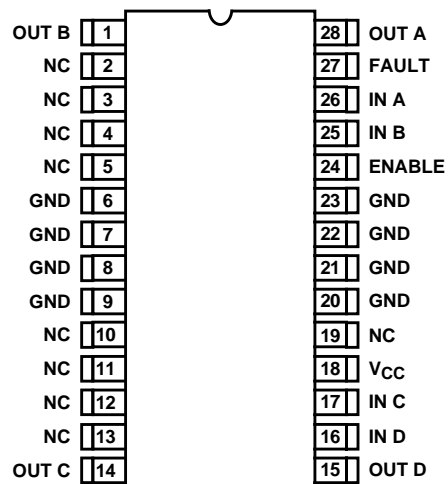 OUT B 1 28 OUT A
NC 2 27 FAULT
NC 3 26 IN A
NC 4 25 IN B
NC 5 24 ENABLE
GND 6 23 GND
GND 7 22 GND
GND 8 21 GND
GND 9 20 GND
NC 10 19 NC
NC 11 18 VCC
NC 12 17 IN C
NC 13 16 IN D
OUT C 14 15 OUT D